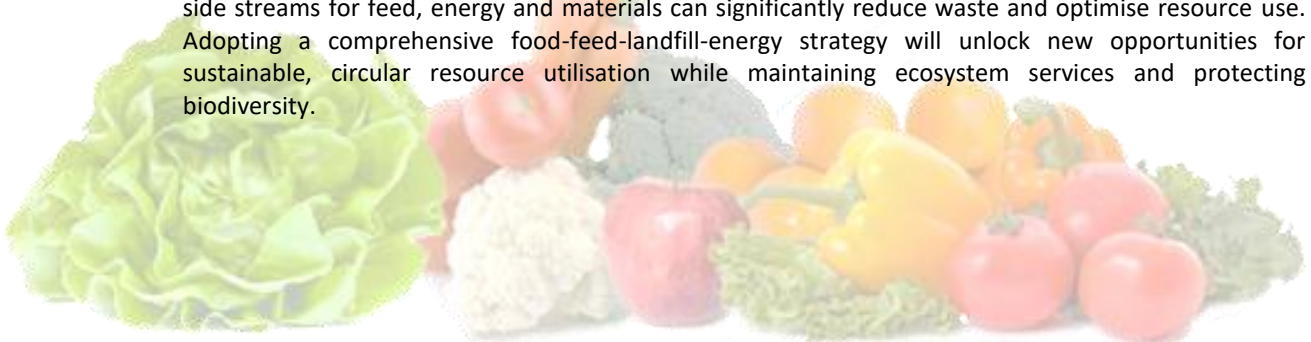 side streams for feed, energy and materials can significantly reduce waste and optimise resource use.
Adopting a comprehensive food-feed-landfill-energy strategy will unlock new opportunities for
sustainable, circular resource utilisation while maintaining ecosystem services and protecting
biodiversity.